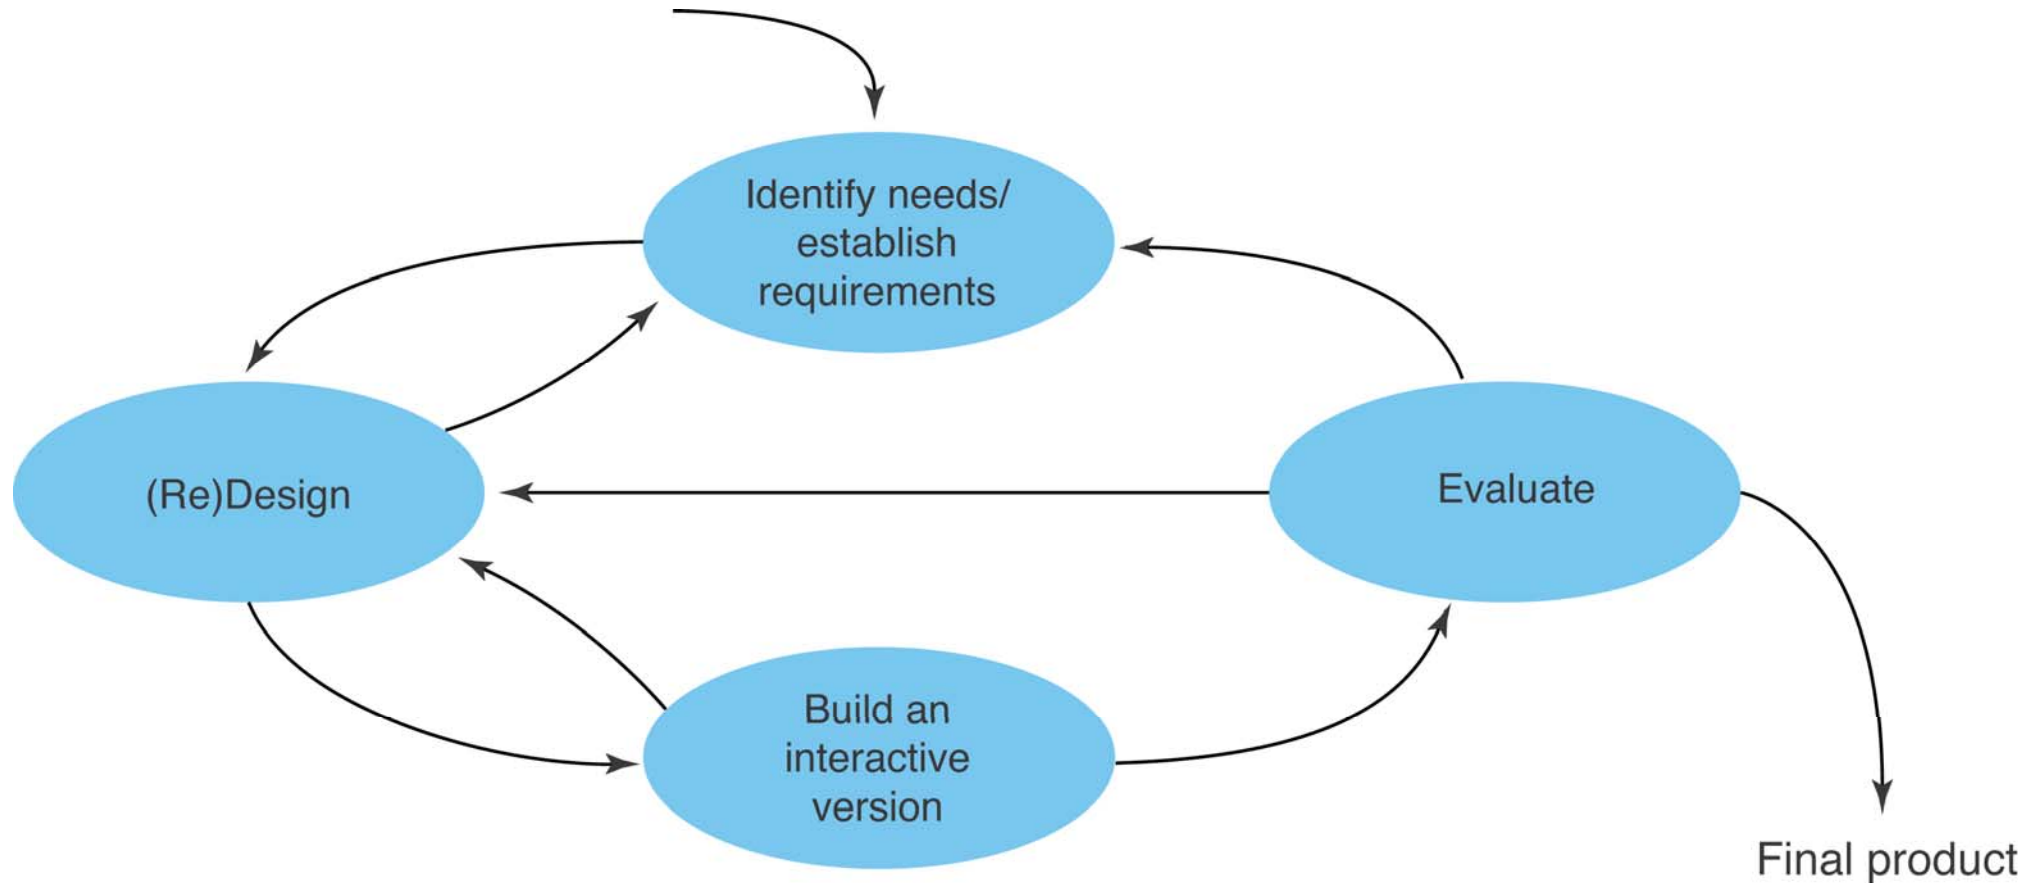 Identify needs/
establish
requirements
(Re)Design
Evaluate
Build an
interactive
version
Final product